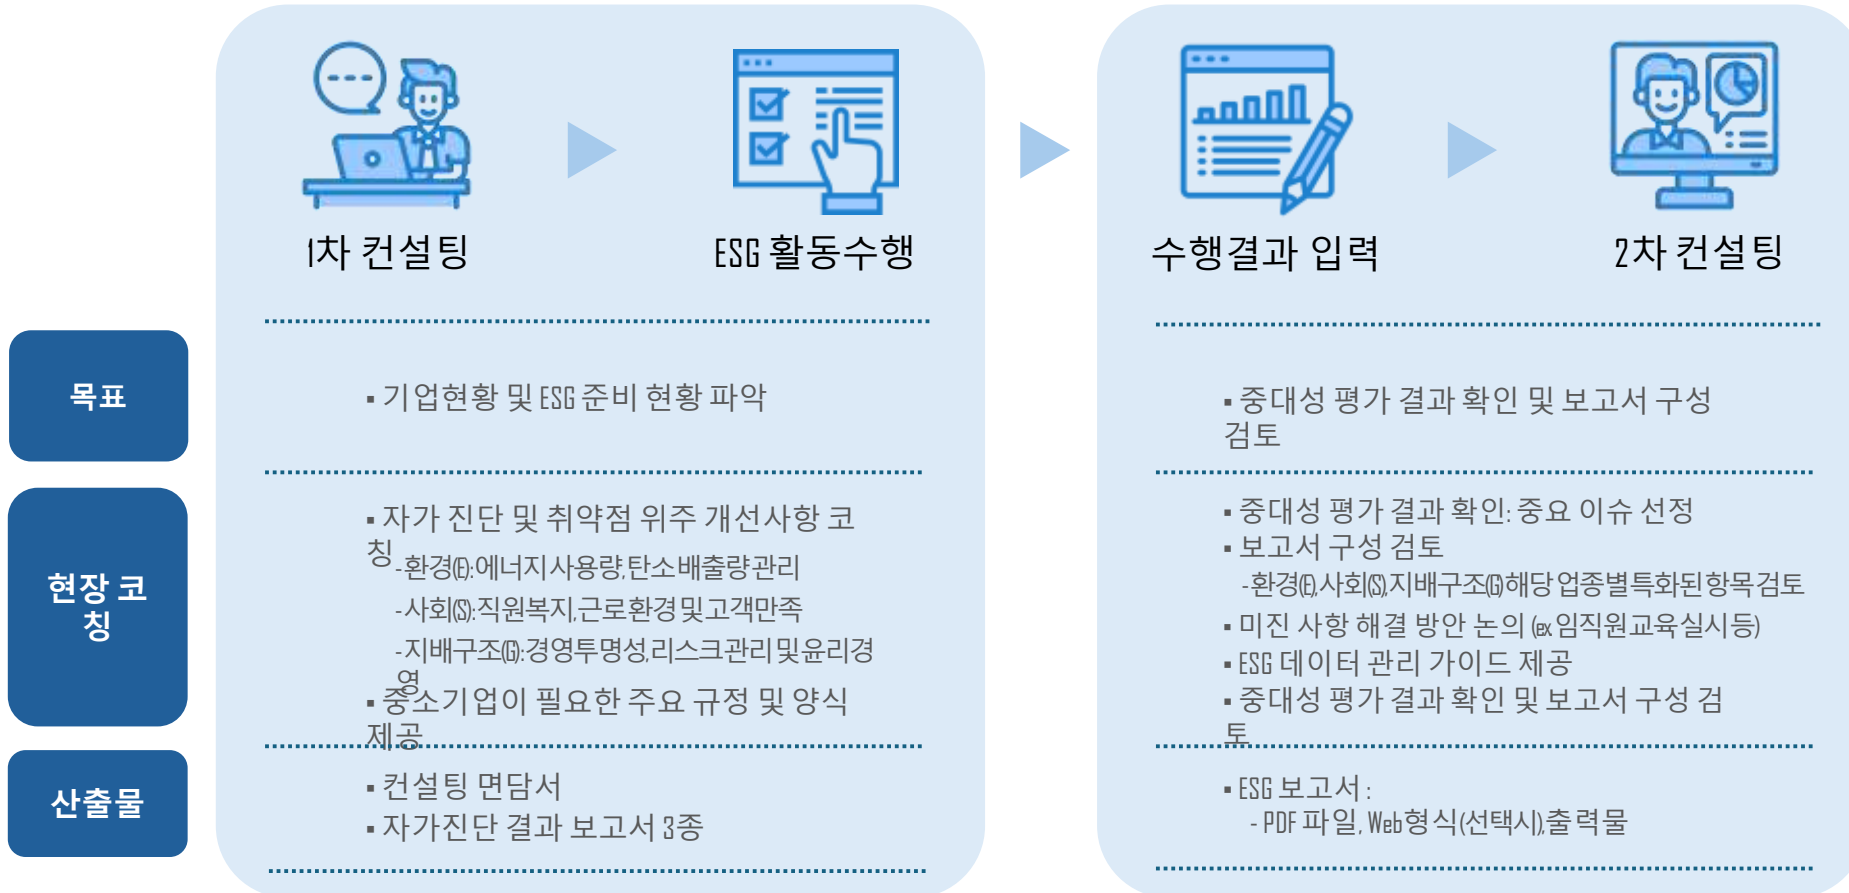 1차 컨설팅
ESG 활동수행
수행결과 입력
2차 컨설팅
목표
▪ 기업현황 및 ESG 준비 현황 파악
▪ 중대성 평가 결과 확인 및 보고서 구성
검토
현장 코
칭
▪ 자가 진단 및 취약점 위주 개선사항 코
칭
- 환경(E): 에너지 사용량, 탄소 배출량 관리
- 사회(S): 직원복지, 근로 환경 및 고객만족
- 지배구조(G): 경영투명성, 리스크 관리 및 윤리경
영
▪ 중소기업이 필요한 주요 규정 및 양식
제공
▪ 중대성 평가 결과 확인: 중요 이슈 선정
▪ 보고서 구성 검토
- 환경(E), 사회(S), 지배구조(G) 해당 업종별 특화된 항목 검토
▪ 미진 사항 해결 방안 논의 (ex 임직원 교육 실시 등)
▪ ESG 데이터 관리 가이드 제공
▪ 중대성 평가 결과 확인 및 보고서 구성 검
토
산출물
▪ 컨설팅 면담서
▪ 자가진단 결과 보고서 3종
▪ ESG 보고서 :
- PDF 파일, Web형식(선택시), 출력물